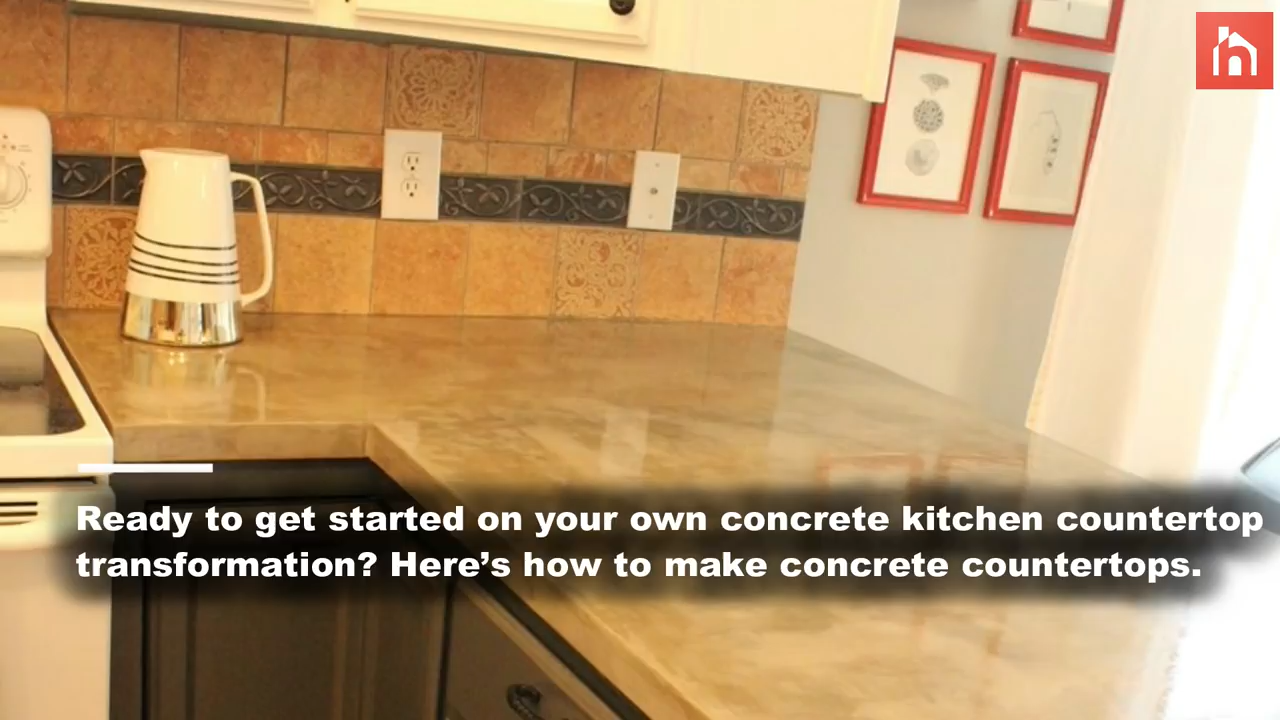 Ready to get started on your own concrete kitchen countertop
transformation? Here’s how to make concrete countertops.